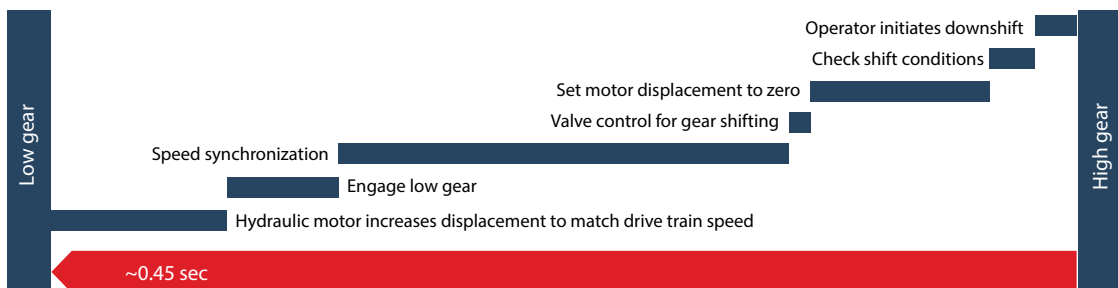 Low gear
High gear
Operator initiates downshift
Check shift conditions
Set motor displacement to zero
Valve control for gear shifting
Speed synchronization
Engage low gear
Hydraulic motor increases displacement to match drive train speed
~0.45 sec